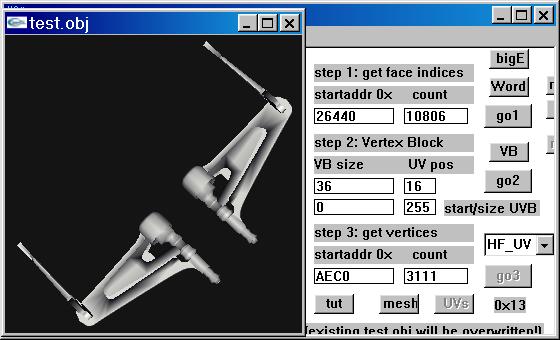 test.obj
bigE
step 1: get face indices
Word
startaddr 0x count
26440 10806 go1
step 2: Vertex Block
VB
VB size UV pos
36 16 go2
0 255 start/size UVB
step 3: get vertices
HF_UV
startaddr 0x count
AEC0 3111 go3
tut mesh UVs 0x13
(existing test.obj will be overwritten!)